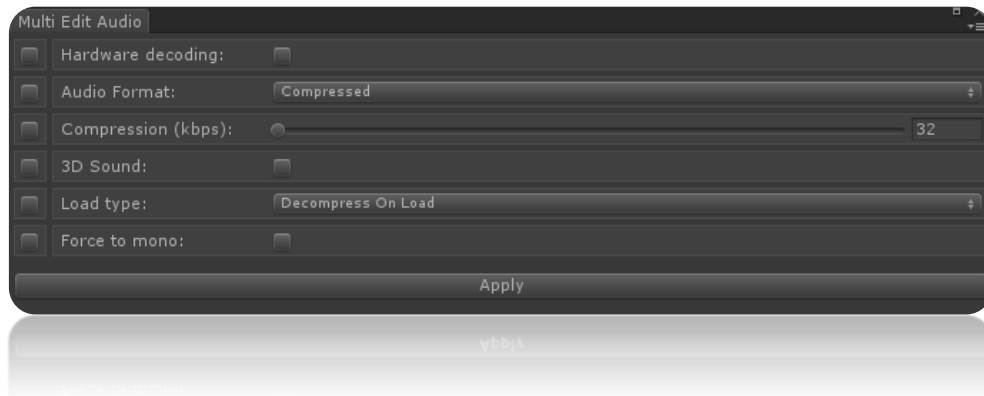 Multi Edit Audio
Hardware decoding:
Audio Format: Compressed
Compression (kbps): 32
3D Sound:
Load type: Decompress On Load
Force to mono:
Apply